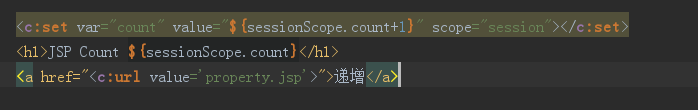 <c:set var="count" value="${sessionScope.count+1}" scope="session"></c:set>
<h1>JSP Count ${sessionScope.count}</h1>
<a href="<c:url value='property.jsp'>">递增</a>